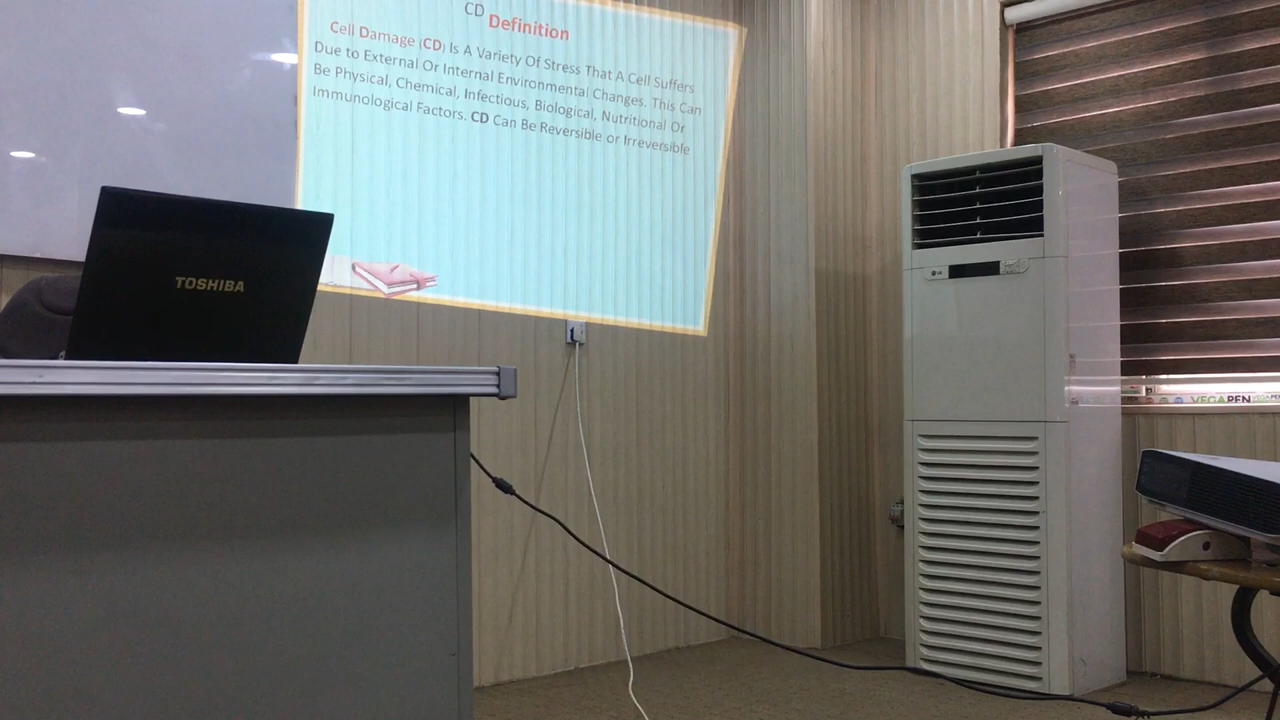 CD Definition
Cell Damage (CD) Is A Variety Of Stress That A Cell Suffers
Due to External Or Internal Environmental Changes. This Can
Be Physical, Chemical, Infectious, Biological, Nutritional Or
Immunological Factors. CD Can Be Reversible or Irreversible
TOSHIBA
LG
VEGAPEN VEGAPEN